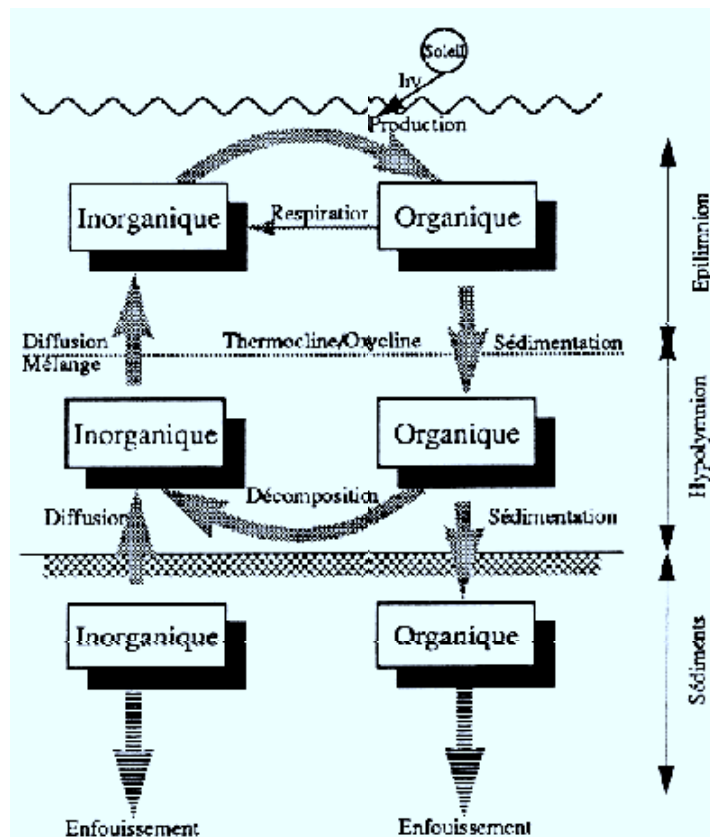 Soleil
hν
Production
Inorganique
Respiration
Organique
Epilimnion
Diffusion
Mélange
Thermocline/Oxycline
Sédimentation
Inorganique
Organique
Hypolymnion
Décomposition
Diffusion
Sédimentation
Inorganique
Organique
Sédiments
Enfouissement
Enfouissement